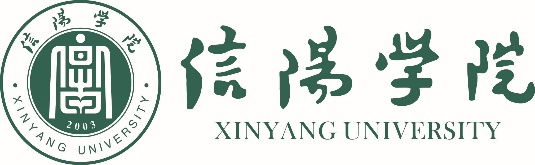 信陽学院
· XINYANG UNIVERSITY ·
2003
信陽学院
XINYANG UNIVERSITY